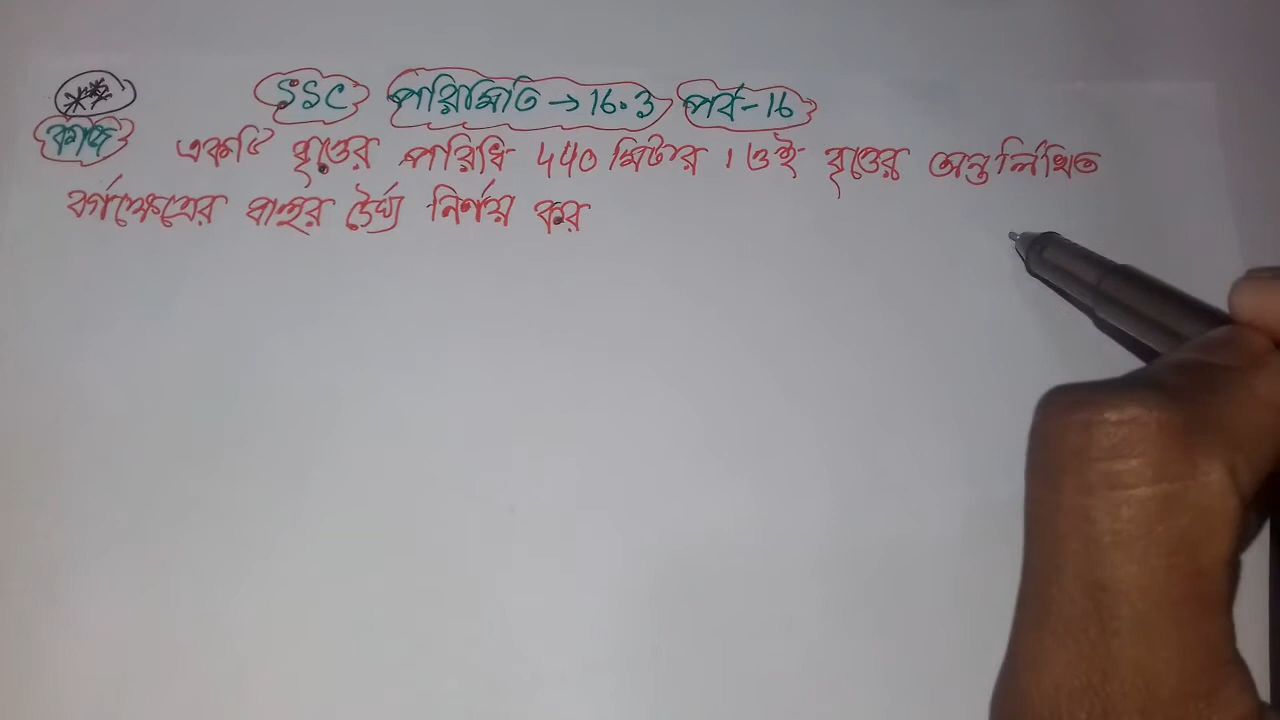 ** SSC পরিমিতি → 16.3 পর্ব - 16
একটি বৃত্তের পরিধি 440 মিটার । ওই বৃত্তের অন্তর্লিখিত
বর্গক্ষেত্রের বাহুর দৈর্ঘ্য নির্ণয় কর